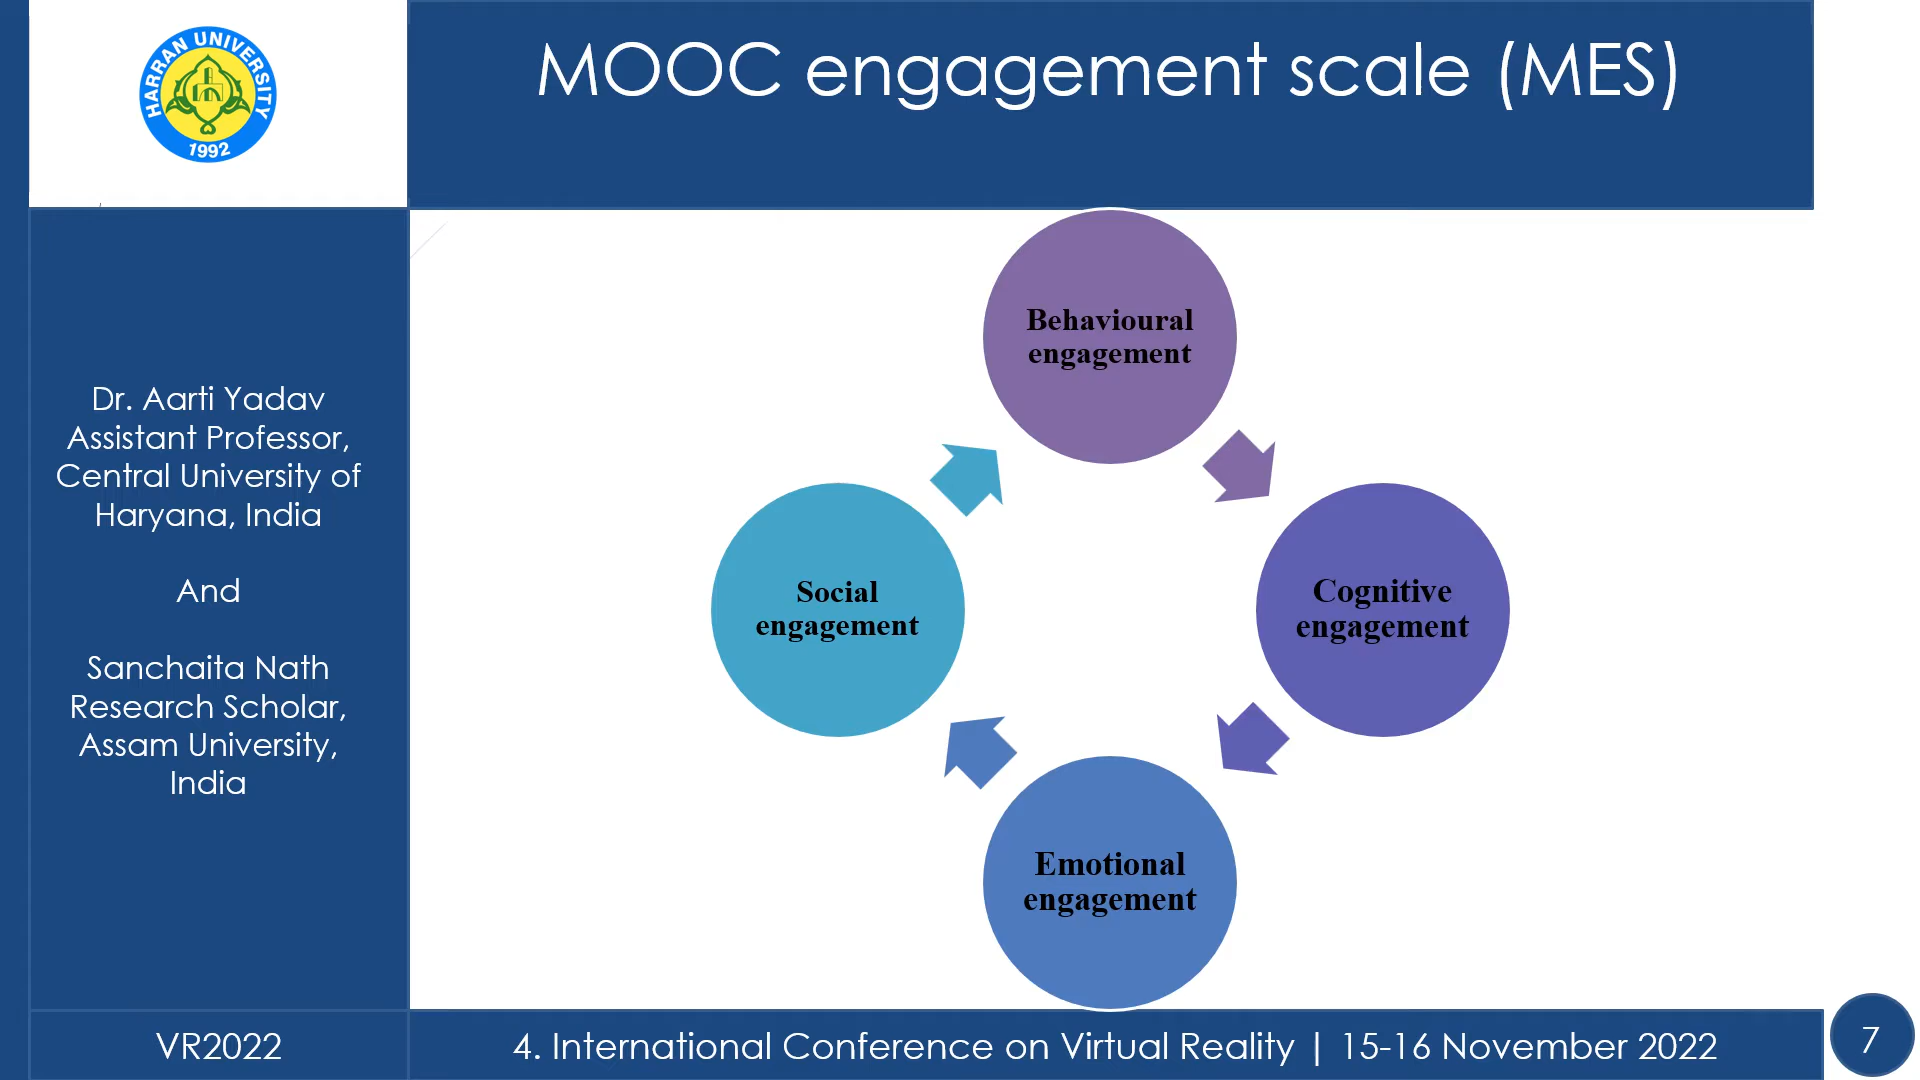 HARRAN UNIVERSITY
1992
MOOC engagement scale (MES)
Dr. Aarti Yadav
Assistant Professor,
Central University of
Haryana, India
And
Sanchaita Nath
Research Scholar,
Assam University,
India
Behavioural
engagement
Cognitive
engagement
Emotional
engagement
Social
engagement
VR2022
4. International Conference on Virtual Reality | 15-16 November 2022
7